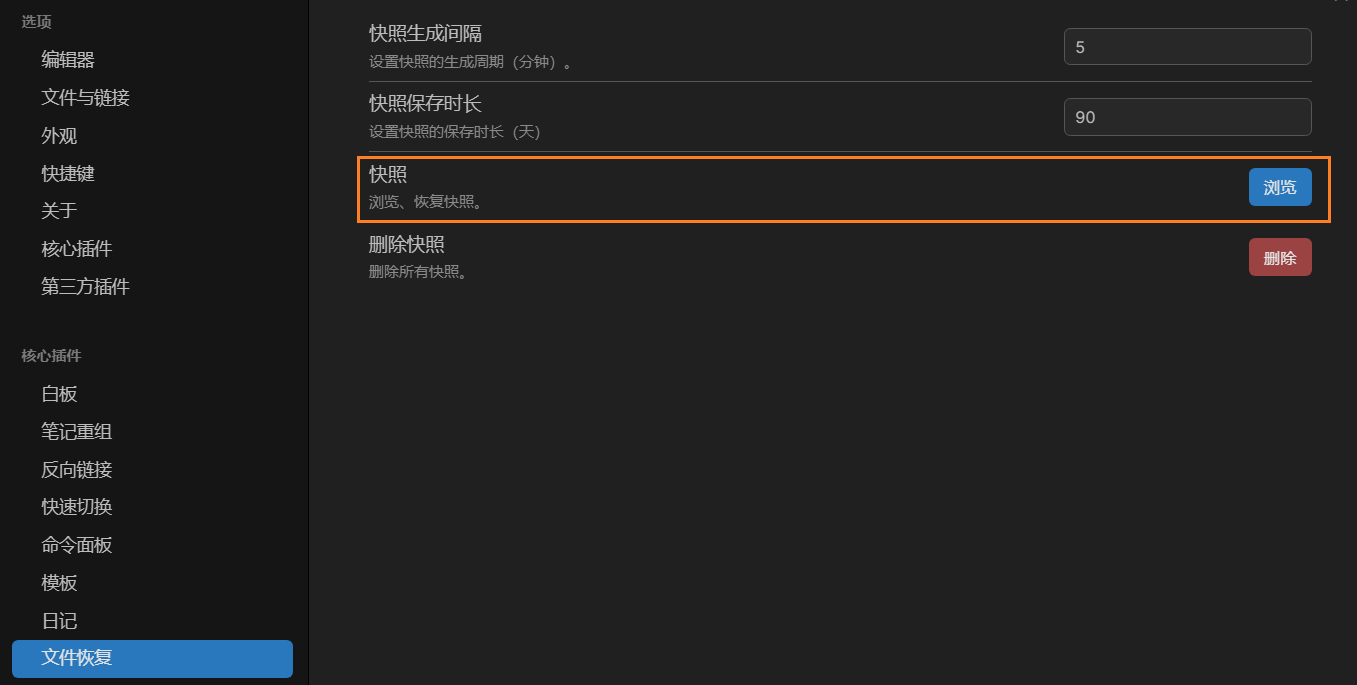 选项
编辑器
文件与链接
外观
快捷键
关于
核心插件
第三方插件
核心插件
白板
笔记重组
反向链接
快速切换
命令面板
模板
日记
文件恢复
快照生成间隔
设置快照的生成周期（分钟）。
5
快照保存时长
设置快照的保存时长（天）
90
快照
浏览、恢复快照。
浏览
删除快照
删除所有快照。
删除